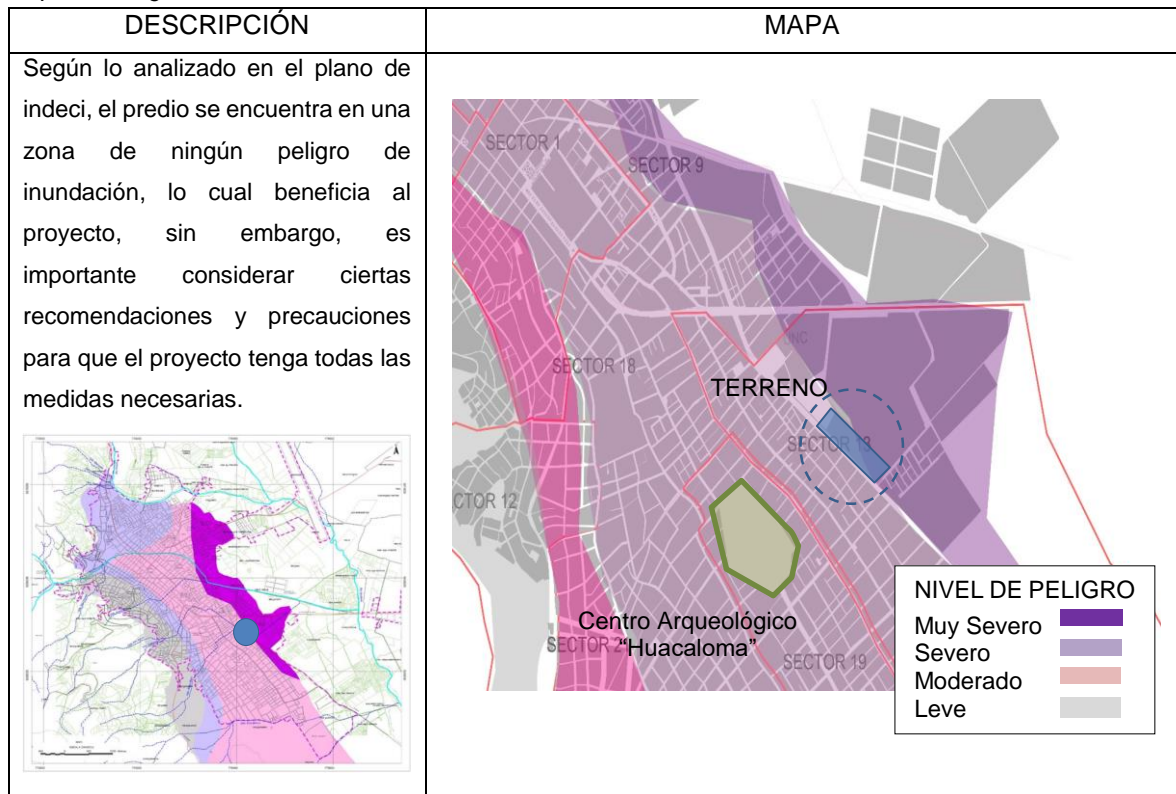 DESCRIPCIÓN
MAPA
Según lo analizado en el plano de
indeci, el predio se encuentra en una
zona de ningún peligro de
inundación, lo cual beneficia al
proyecto, sin embargo, es
importante considerar ciertas
recomendaciones y precauciones
para que el proyecto tenga todas las
medidas necesarias.
SECTOR 1
SECTOR 9
SECTOR 18
UNC
TERRENO
SECTOR 13
CTOR 12
Centro Arqueológico
“Huacaloma”
SECTOR 2
SECTOR 19
NIVEL DE PELIGRO
Muy Severo
Severo
Moderado
Leve